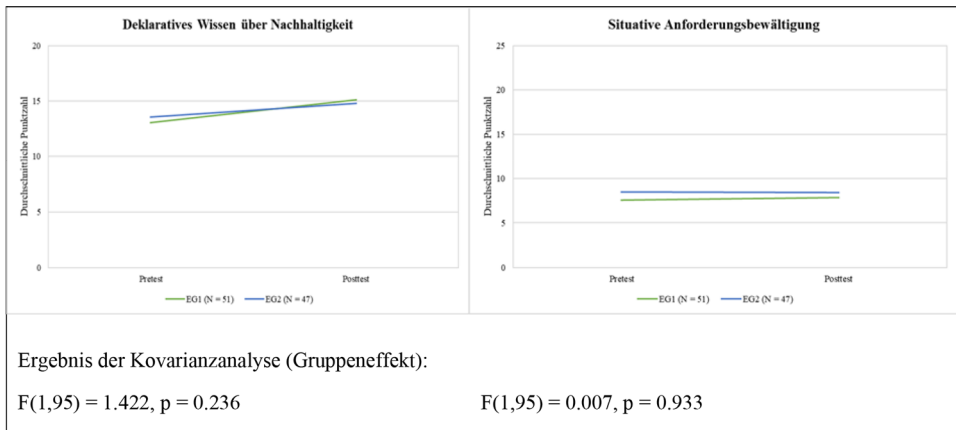 Deklaratives Wissen über Nachhaltigkeit
20
15
10
5
0
Durchschnittliche Punktzahl
Pretest
Posttest
EG1 (N = 51)
EG2 (N = 47)
Situative Anforderungsbewältigung
25
20
15
10
5
0
Durchschnittliche Punktzahl
Pretest
Posttest
EG1 (N = 51)
EG2 (N = 47)
Ergebnis der Kovarianzanalyse (Gruppeneffekt):
F(1,95) = 1.422, p = 0.236
F(1,95) = 0.007, p = 0.933